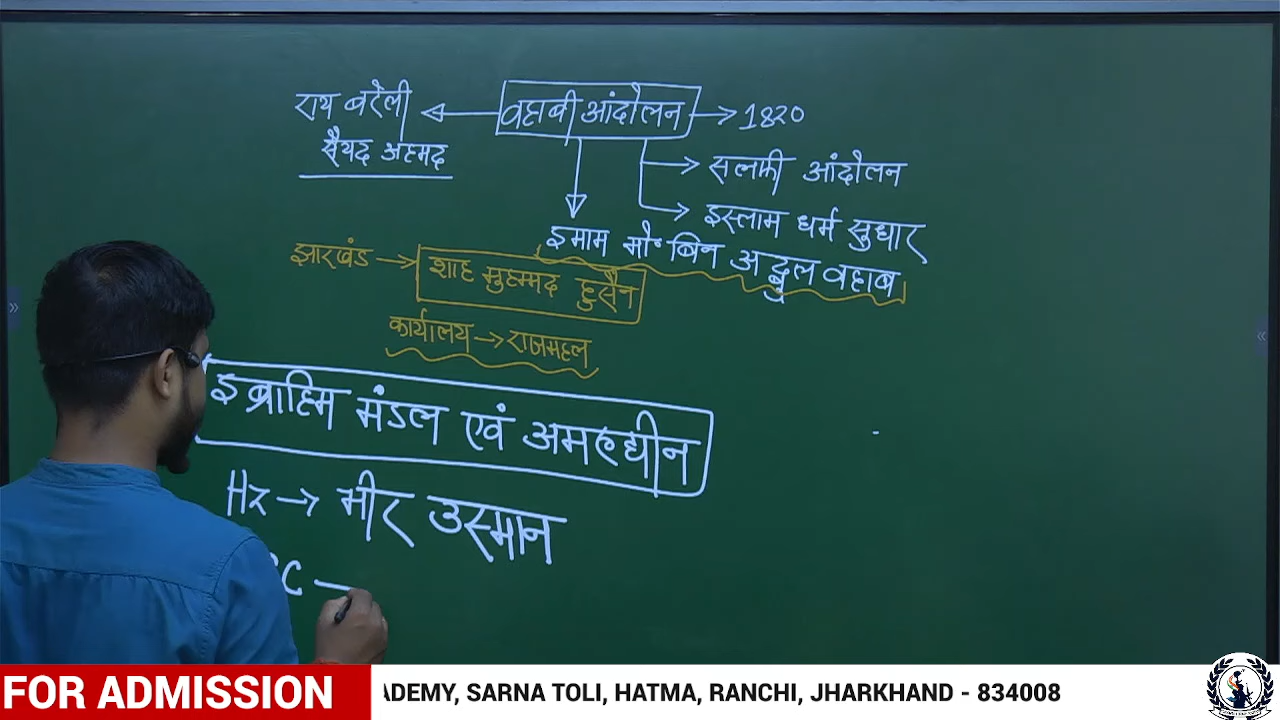 राय बरेली ← वहाबी आंदोलन → 1820
सैयद अहमद
→ सलाफी आंदोलन
→ इस्लाम धर्म सुधार
इमाम मो॰ बिन अब्दुल वहाब
झारखंड → शाह मुहम्मद हुसैन
कार्यालय → राजमहल
इब्राहिम मंडल एवं अमरुद्दीन
Hz → मीर उस्मान
C –
FOR ADMISSION
ADEMY, SARNA TOLI, HATMA, RANCHI, JHARKHAND - 834008